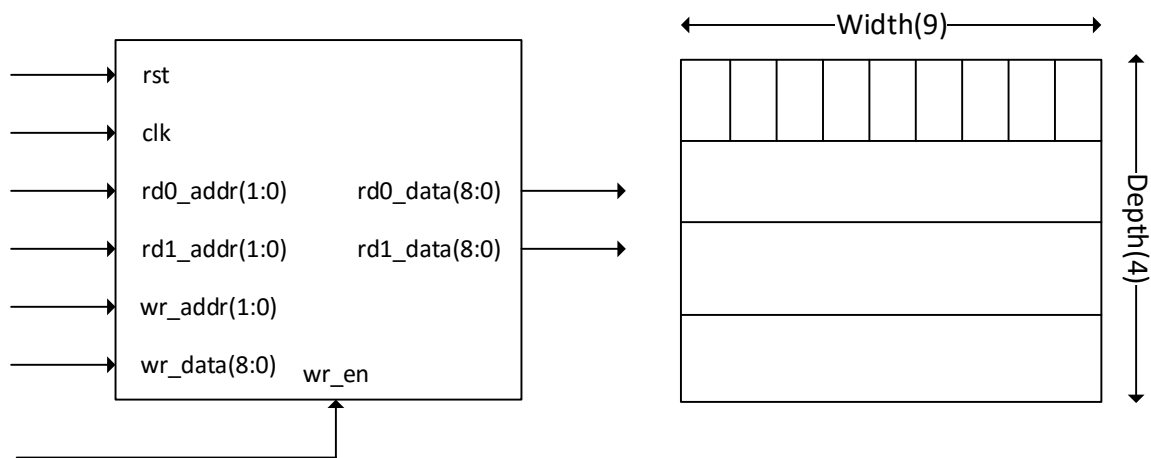 rst
clk
rd0_addr(1:0)
rd0_data(8:0)
rd1_addr(1:0)
rd1_data(8:0)
wr_addr(1:0)
wr_data(8:0)
wr_en
Width(9)
Depth(4)